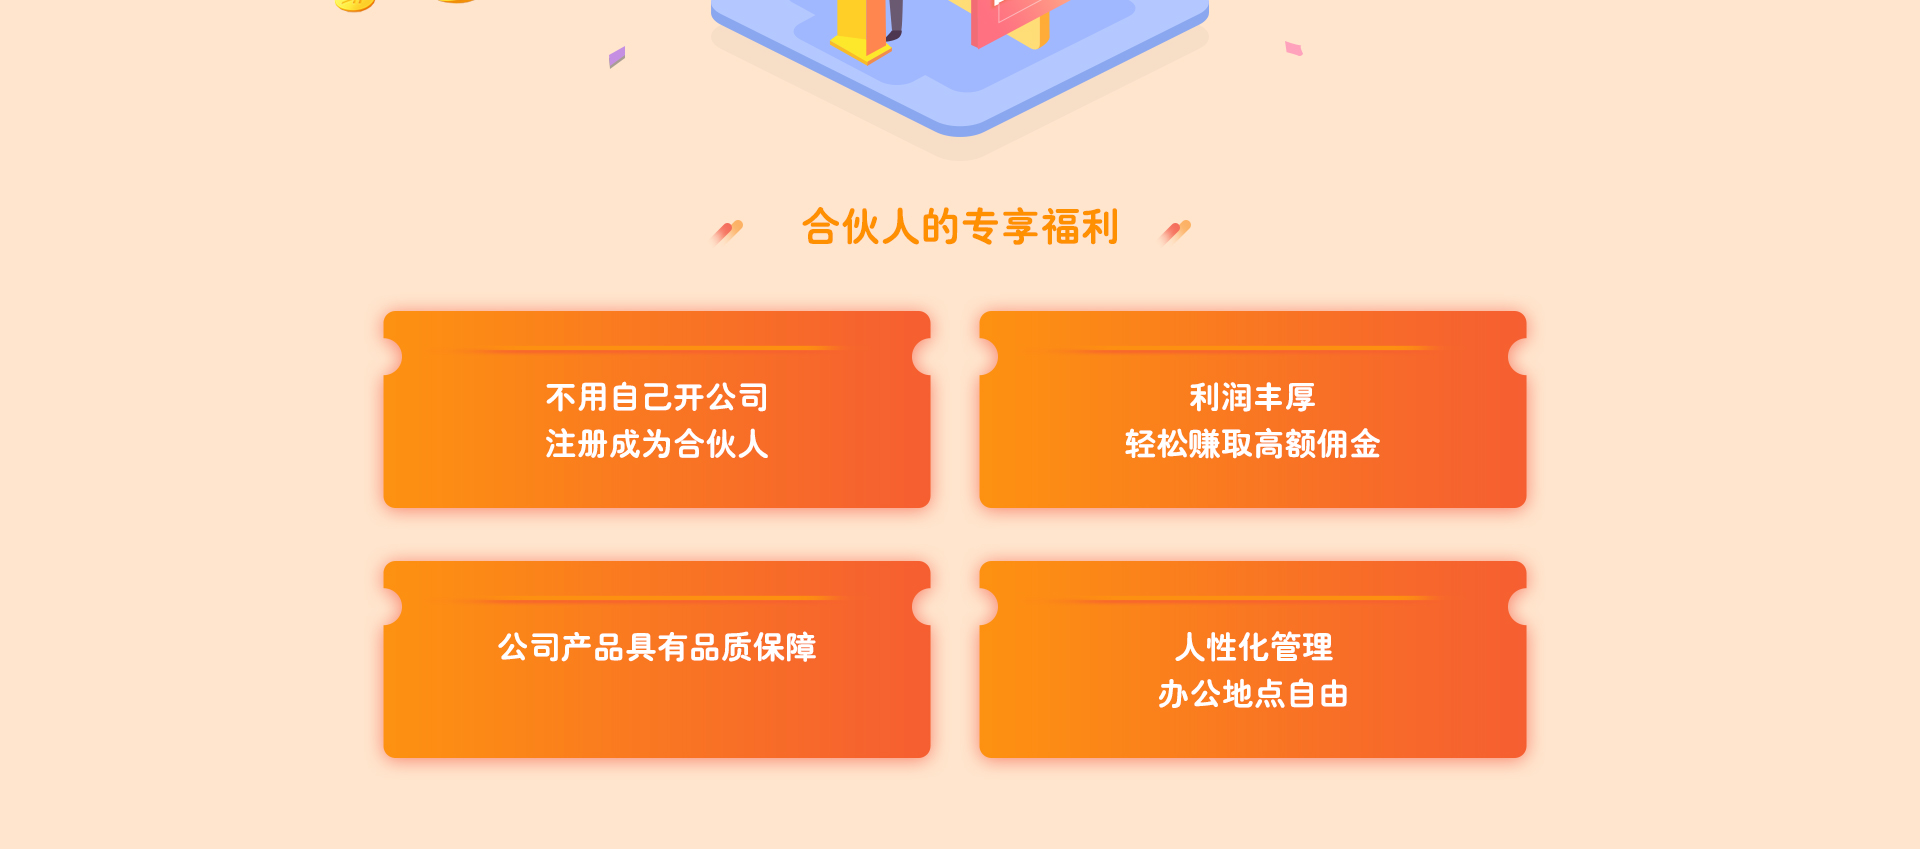 合伙人的专享福利
不用自己开公司
注册成为合伙人
利润丰厚
轻松赚取高额佣金
公司产品具有品质保障
人性化管理
办公地点自由